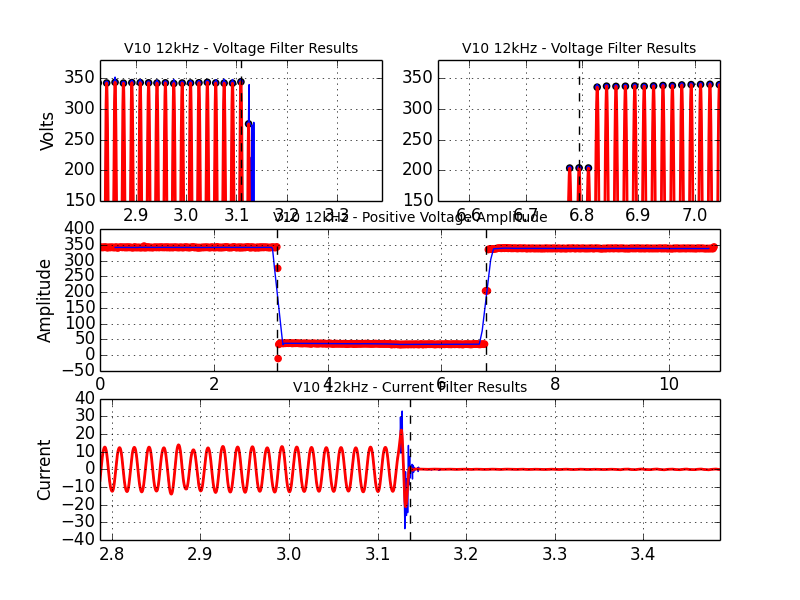 V10 12kHz - Voltage Filter Results
V10 12kHz - Voltage Filter Results
350
300
250
200
150
Volts
2.9 3.0 3.1 3.2 3.3
350
300
250
200
150
6.6 6.7 6.8 6.9 7.0
V10 12kHz - Positive Voltage Amplitude
400
350
300
250
200
150
100
50
0
−50
Amplitude
0 2 4 6 8 10
V10 12kHz - Current Filter Results
40
30
20
10
0
−10
−20
−30
−40
Current
2.8 2.9 3.0 3.1 3.2 3.3 3.4